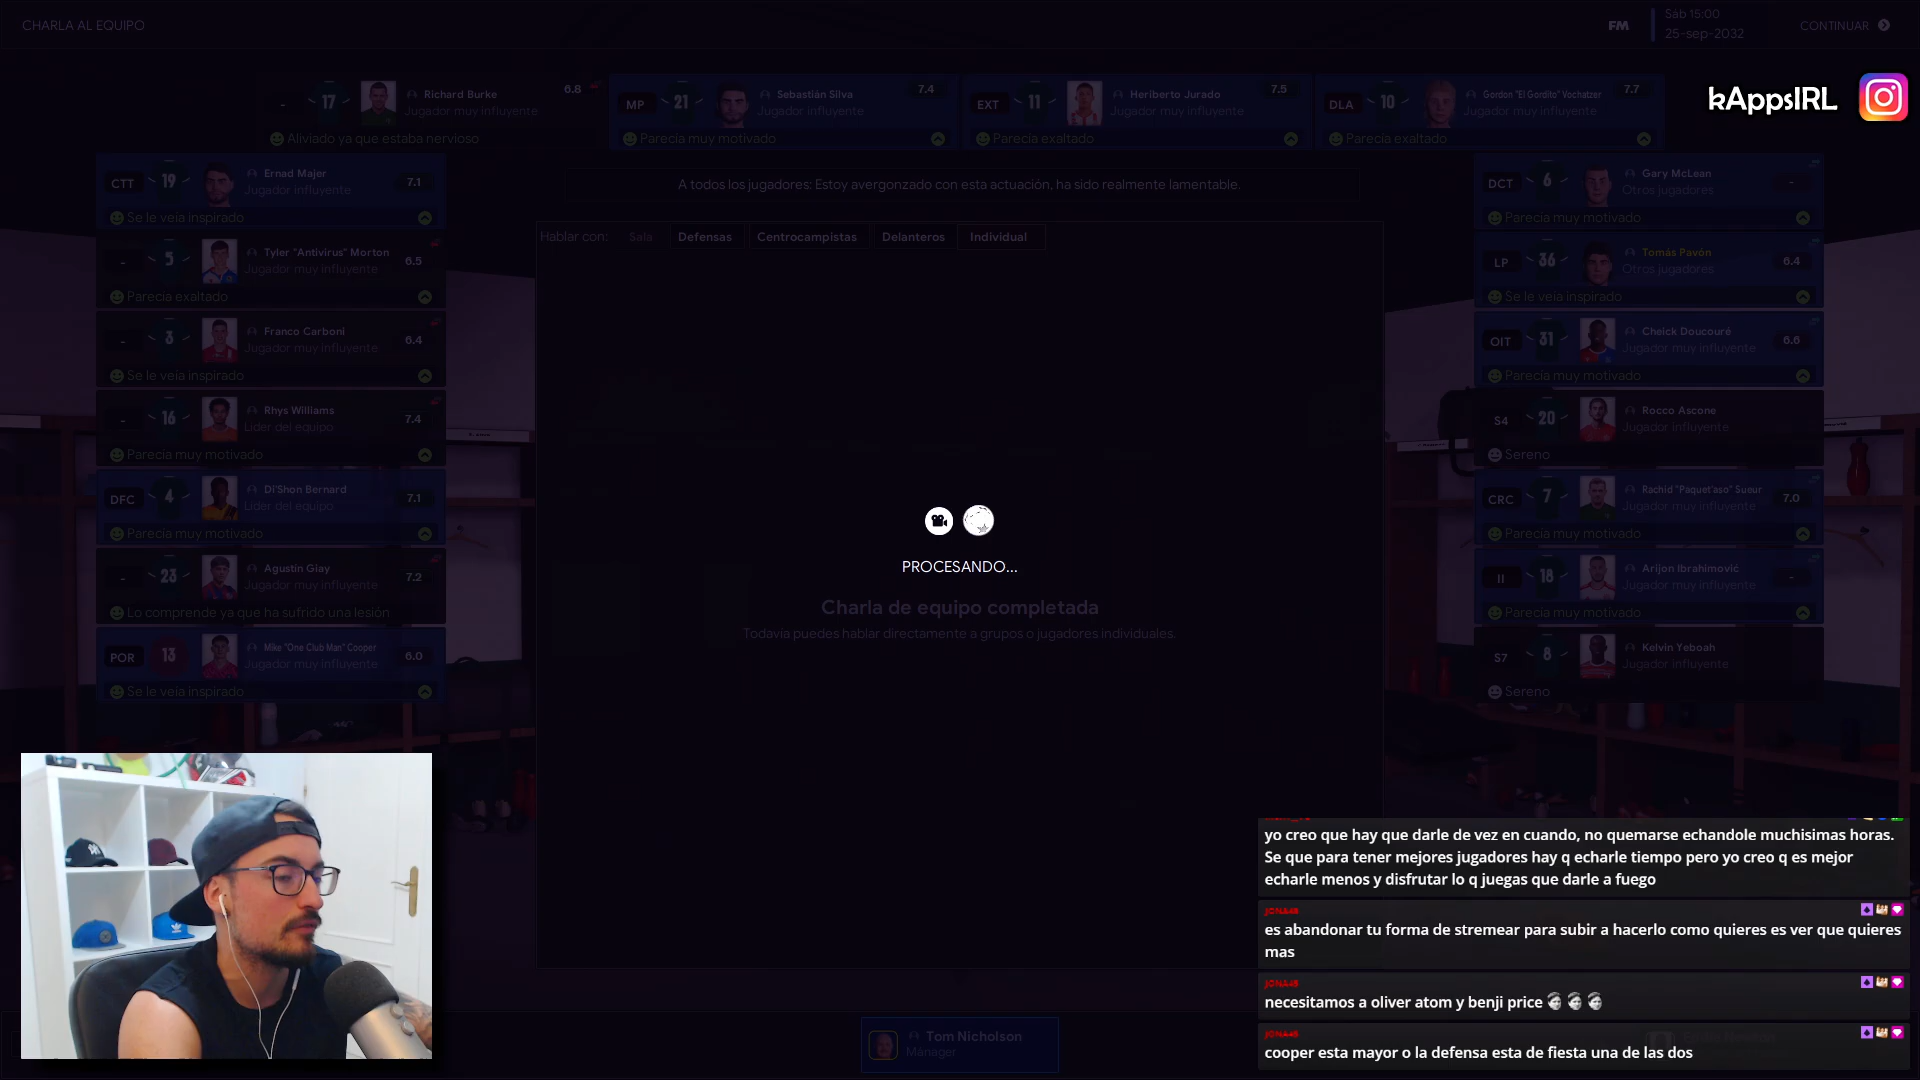 CHARLA AL EQUIPO
FM
Sáb 15:00
25-sep-2032
CONTINUAR
kAppsIRL
- 17 Richard Burke 6.8
Jugador muy influyente
Aliviado ya que estaba nervioso
MP 21 Sebastián Silva 7.4
Jugador influyente
Parecía muy motivado
EXT 11 Heriberto Jurado 7.5
Jugador muy influyente
Parecía exaltado
DLA 10 Gordon "El Gordito" Vochatzer 7.7
Jugador muy influyente
Parecía exaltado
CTT 19 Ernad Majer 7.1
Jugador influyente
Se le veía inspirado
- 5 Tyler "Antivirus" Morton 6.5
Jugador muy influyente
Parecía exaltado
- 3 Franco Carboni 6.4
Jugador muy influyente
Se le veía inspirado
- 16 Rhys Williams 7.4
Líder del equipo
Parecía muy motivado
DFC 4 Di'Shon Bernard 7.1
Líder del equipo
Parecía muy motivado
- 23 Agustín Giay 7.2
Jugador muy influyente
Lo comprende ya que ha sufrido una lesión
POR 13 Mike "One Club Man" Cooper 6.0
Jugador muy influyente
Se le veía inspirado
A todos los jugadores: Estoy avergonzado con esta actuación, ha sido realmente lamentable.
Hablar con: Sala Defensas Centrocampistas Delanteros Individual
PROCESANDO...
Charla de equipo completada
Todavía puedes hablar directamente a grupos o jugadores individuales.
DCT 6 Gary McLean -
Otros jugadores
Parecía muy motivado
LP 36 Tomás Pavón 6.4
Otros jugadores
Se le veía inspirado
OIT 31 Cheick Doucouré 6.6
Jugador muy influyente
Parecía muy motivado
S4 20 Rocco Ascone
Jugador influyente
Sereno
CRC 7 Rachid "Paquet'aso" Sueur 7.0
Jugador muy influyente
Parecía muy motivado
II 18 Arijon Ibrahimović -
Jugador muy influyente
Parecía muy motivado
S7 8 Kelvin Yeboah
Jugador influyente
Sereno
Tom Nicholson
Mánager
yo creo que hay que darle de vez en cuando, no quemarse echandole muchisimas horas.
Se que para tener mejores jugadores hay q echarle tiempo pero yo creo q es mejor
echarle menos y disfrutar lo q juegas que darle a fuego
JONA45
es abandonar tu forma de stremear para subir a hacerlo como quieres es ver que quieres
mas
JONA45
necesitamos a oliver atom y benji price
JONA45
cooper esta mayor o la defensa esta de fiesta una de las dos